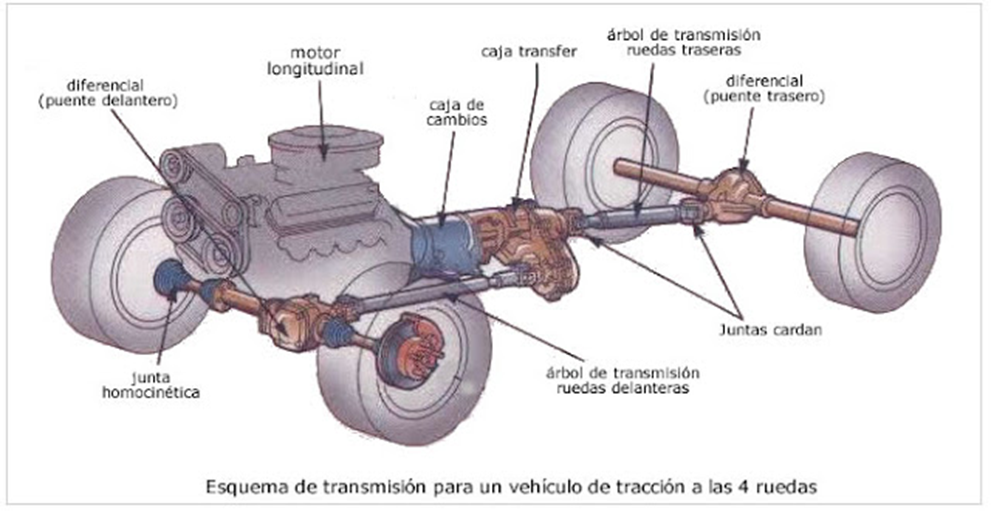 árbol de transmisión
ruedas traseras
motor
longitudinal
caja transfer
diferencial
(puente delantero)
diferencial
(puente trasero)
caja de
cambios
Juntas cardan
junta
homocinética
árbol de transmisión
ruedas delanteras
Esquema de transmisión para un vehículo de tracción a las 4 ruedas